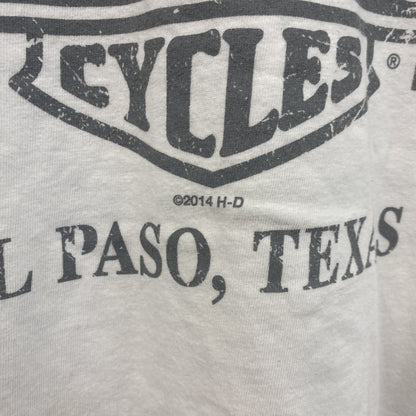 CYCLES ®
©2014 H-D
L PASO, TEXAS